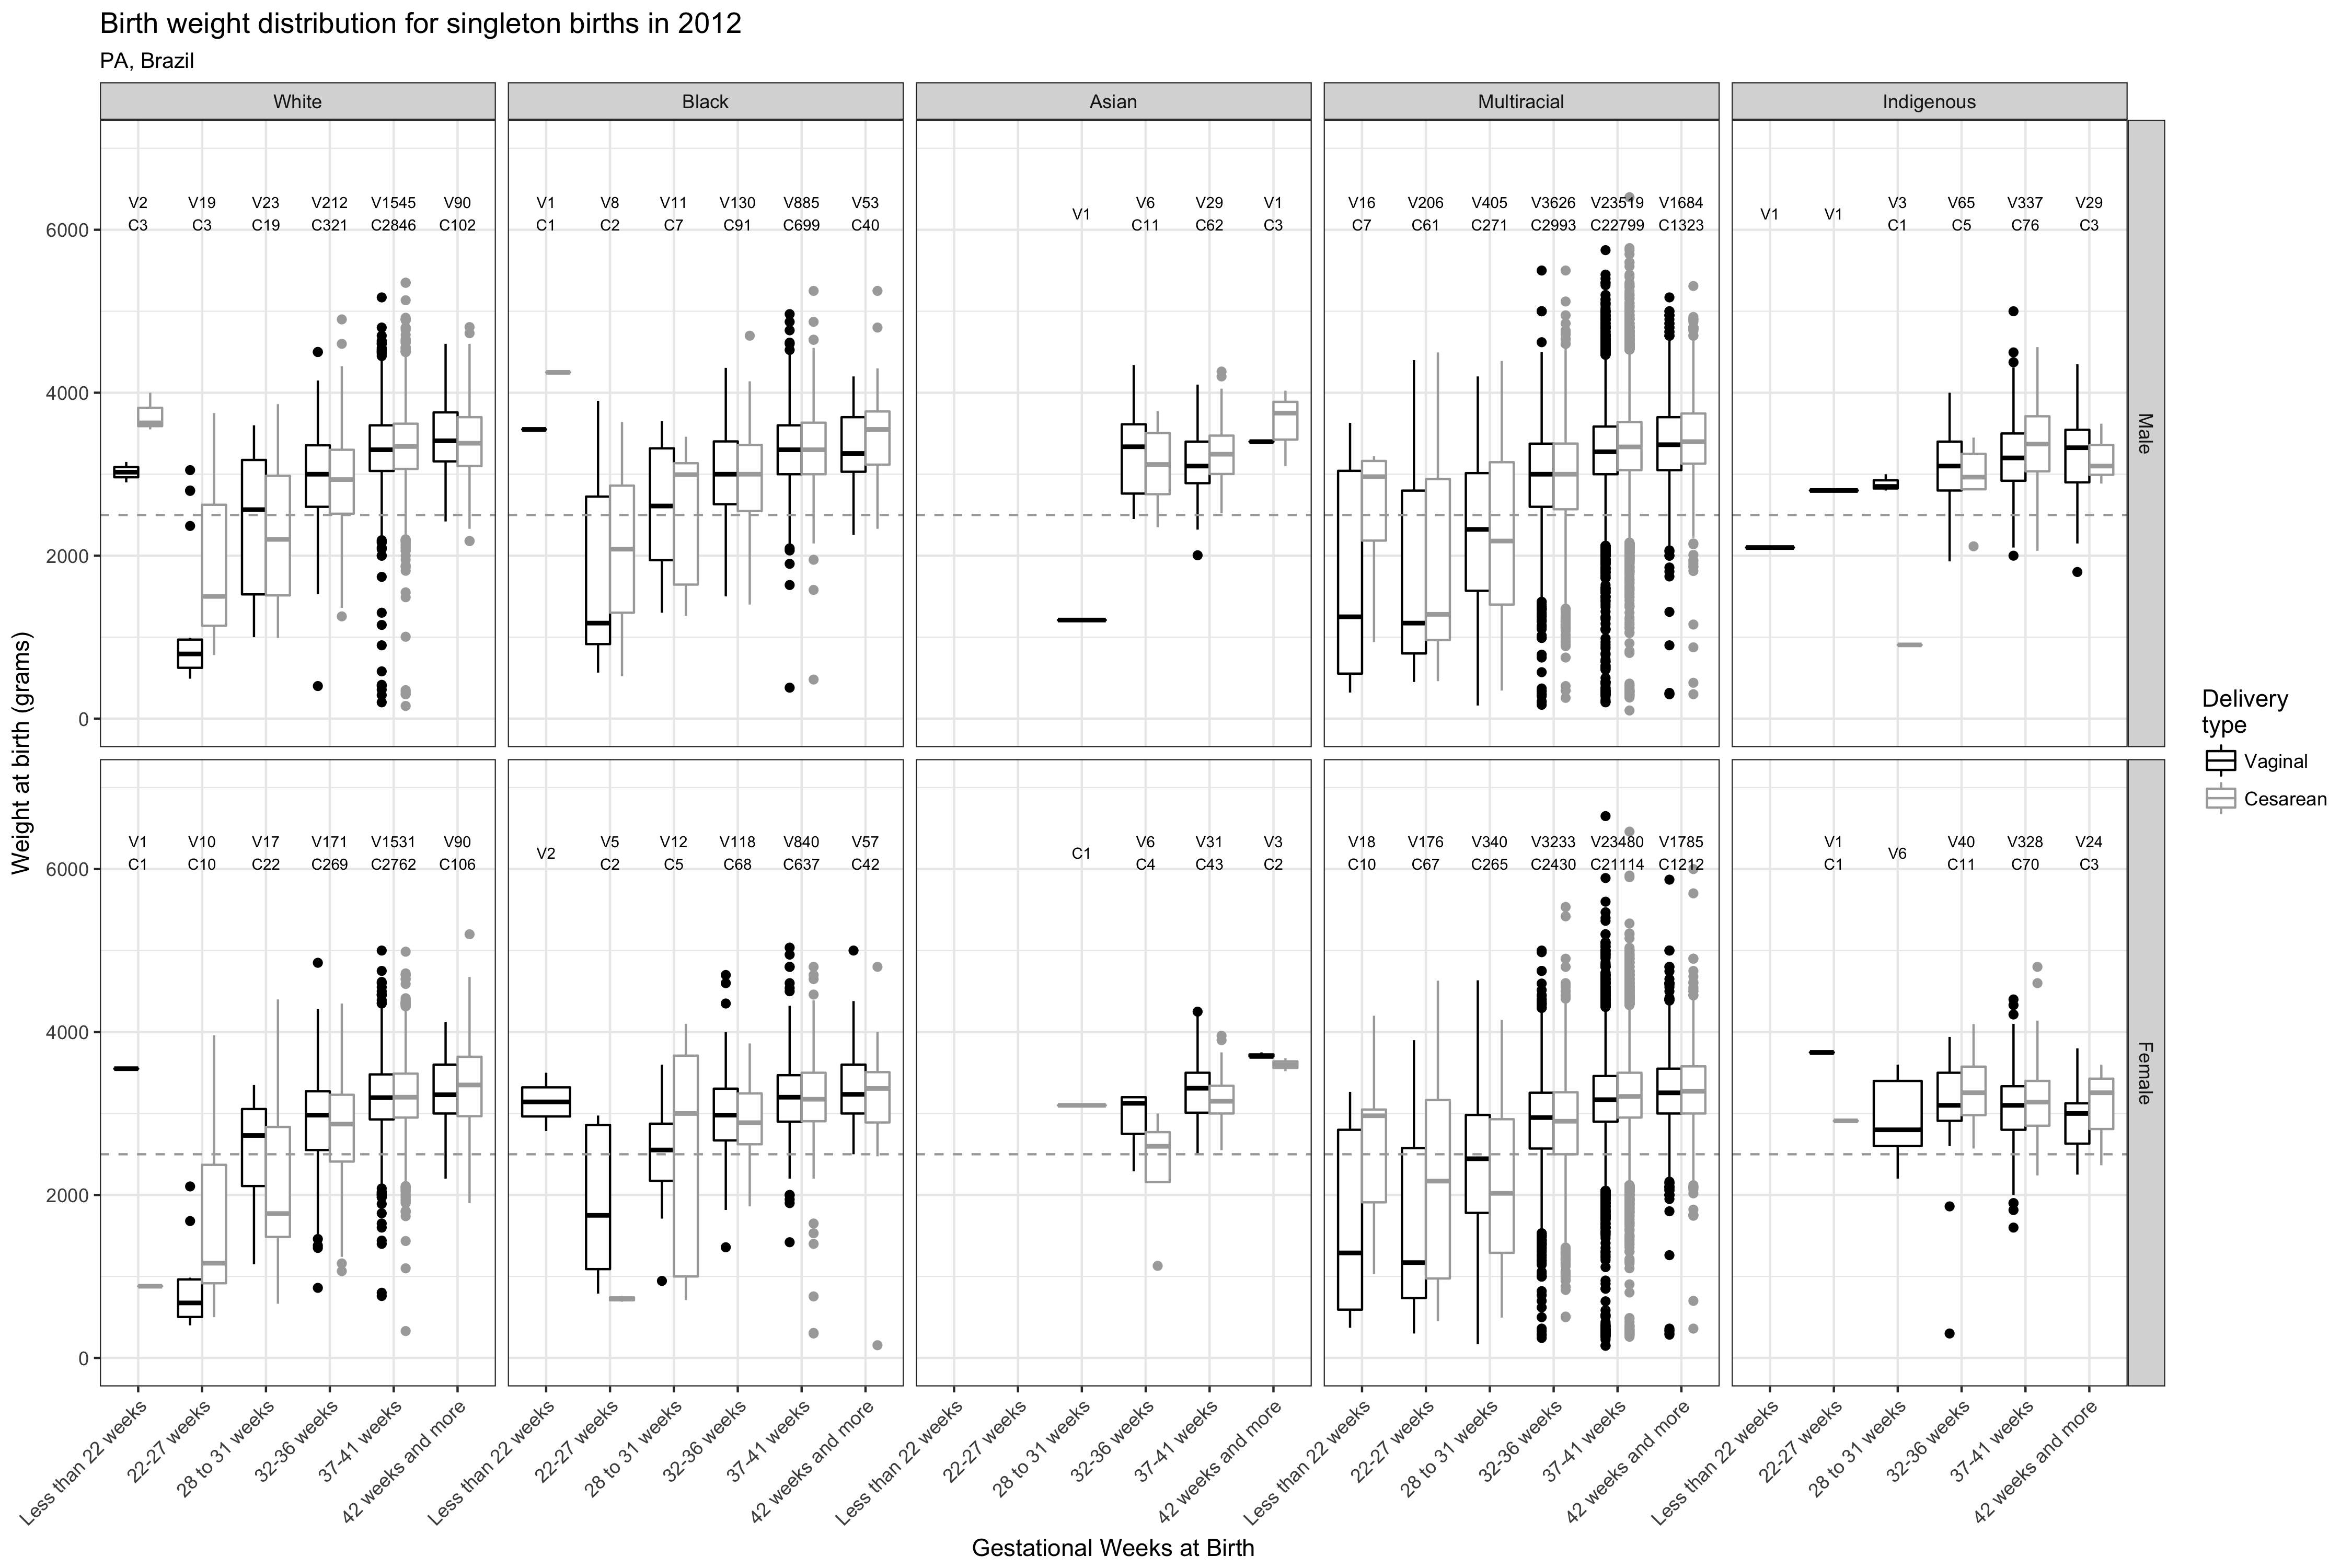 Birth weight distribution for singleton births in 2012
PA, Brazil
White Black Asian Multiracial Indigenous
V2 V19 V23 V212 V1545 V90 V1 V8 V11 V130 V885 V53 V6 V29 V1 V16 V206 V405 V3626 V23519 V1684 V3 V65 V337 V29
V1 V1 V1
C3 C3 C19 C321 C2846 C102 C1 C2 C7 C91 C699 C40 C11 C62 C3 C7 C61 C271 C2993 C22799 C1323 C1 C5 C76 C3
6000
4000
2000
0
Male
V1 V10 V17 V171 V1531 V90 V5 V12 V118 V840 V57 V6 V31 V3 V18 V176 V340 V3233 V23480 V1785 V1 V40 V328 V24
V2 C1 V6
C1 C10 C22 C269 C2762 C106 C2 C5 C68 C637 C42 C4 C43 C2 C10 C67 C265 C2430 C21114 C1212 C1 C11 C70 C3
6000
4000
2000
0
Female
Weight at birth (grams)
Less than 22 weeks 22-27 weeks 28 to 31 weeks 32-36 weeks 37-41 weeks 42 weeks and more
Less than 22 weeks 22-27 weeks 28 to 31 weeks 32-36 weeks 37-41 weeks 42 weeks and more
Less than 22 weeks 22-27 weeks 28 to 31 weeks 32-36 weeks 37-41 weeks 42 weeks and more
Less than 22 weeks 22-27 weeks 28 to 31 weeks 32-36 weeks 37-41 weeks 42 weeks and more
Less than 22 weeks 22-27 weeks 28 to 31 weeks 32-36 weeks 37-41 weeks 42 weeks and more
Gestational Weeks at Birth
Delivery
type
Vaginal
Cesarean